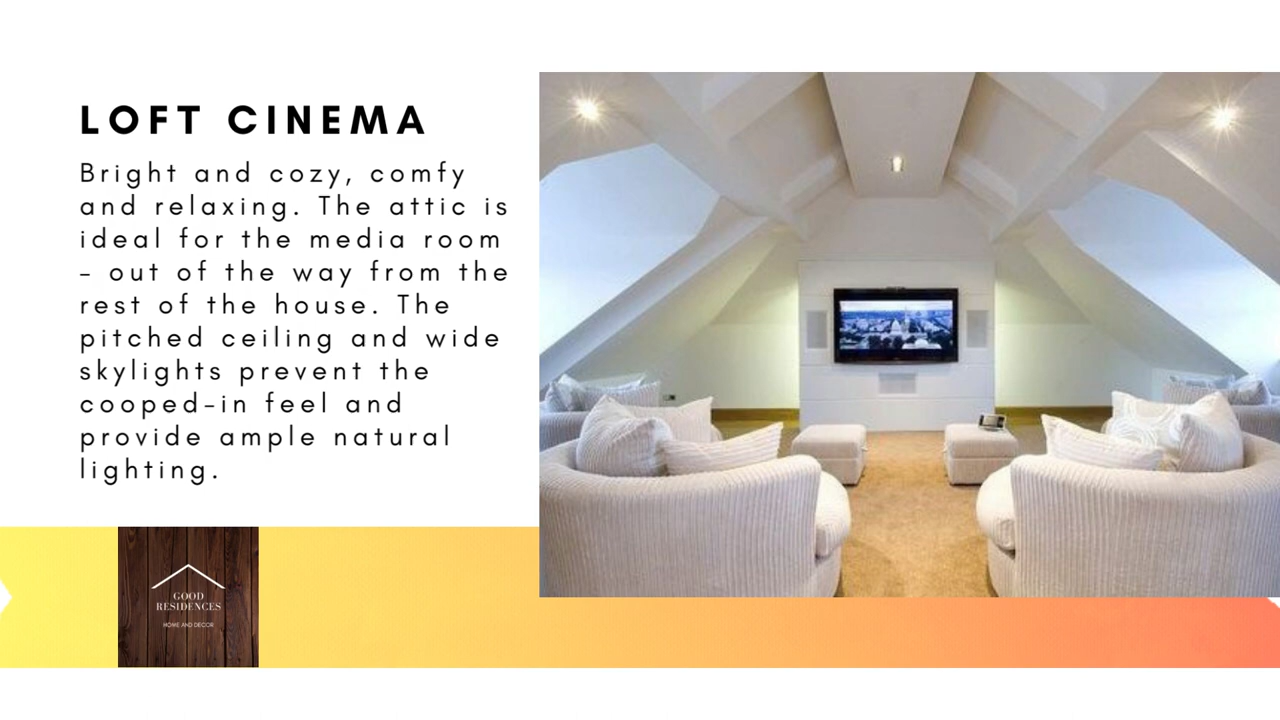 LOFT CINEMA
Bright and cozy, comfy
and relaxing. The attic is
ideal for the media room
– out of the way from the
rest of the house. The
pitched ceiling and wide
skylights prevent the
cooped-in feel and
provide ample natural
lighting.
GOOD
RESIDENCES
HOME AND DECOR